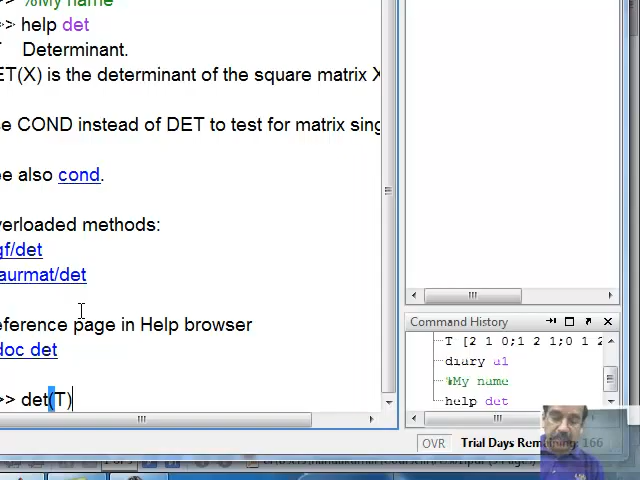 >> %My name
>> help det
T Determinant.
ET(X) is the determinant of the square matrix X
e COND instead of DET to test for matrix sing
e also cond.
verloaded methods:
gf/det
aurmat/det
eference page in Help browser
doc det
>> det(T)
Command History
T [2 1 0;1 2 1;0 1 2
diary a1
%My name
help det
OVR Trial Days Remaining: 166